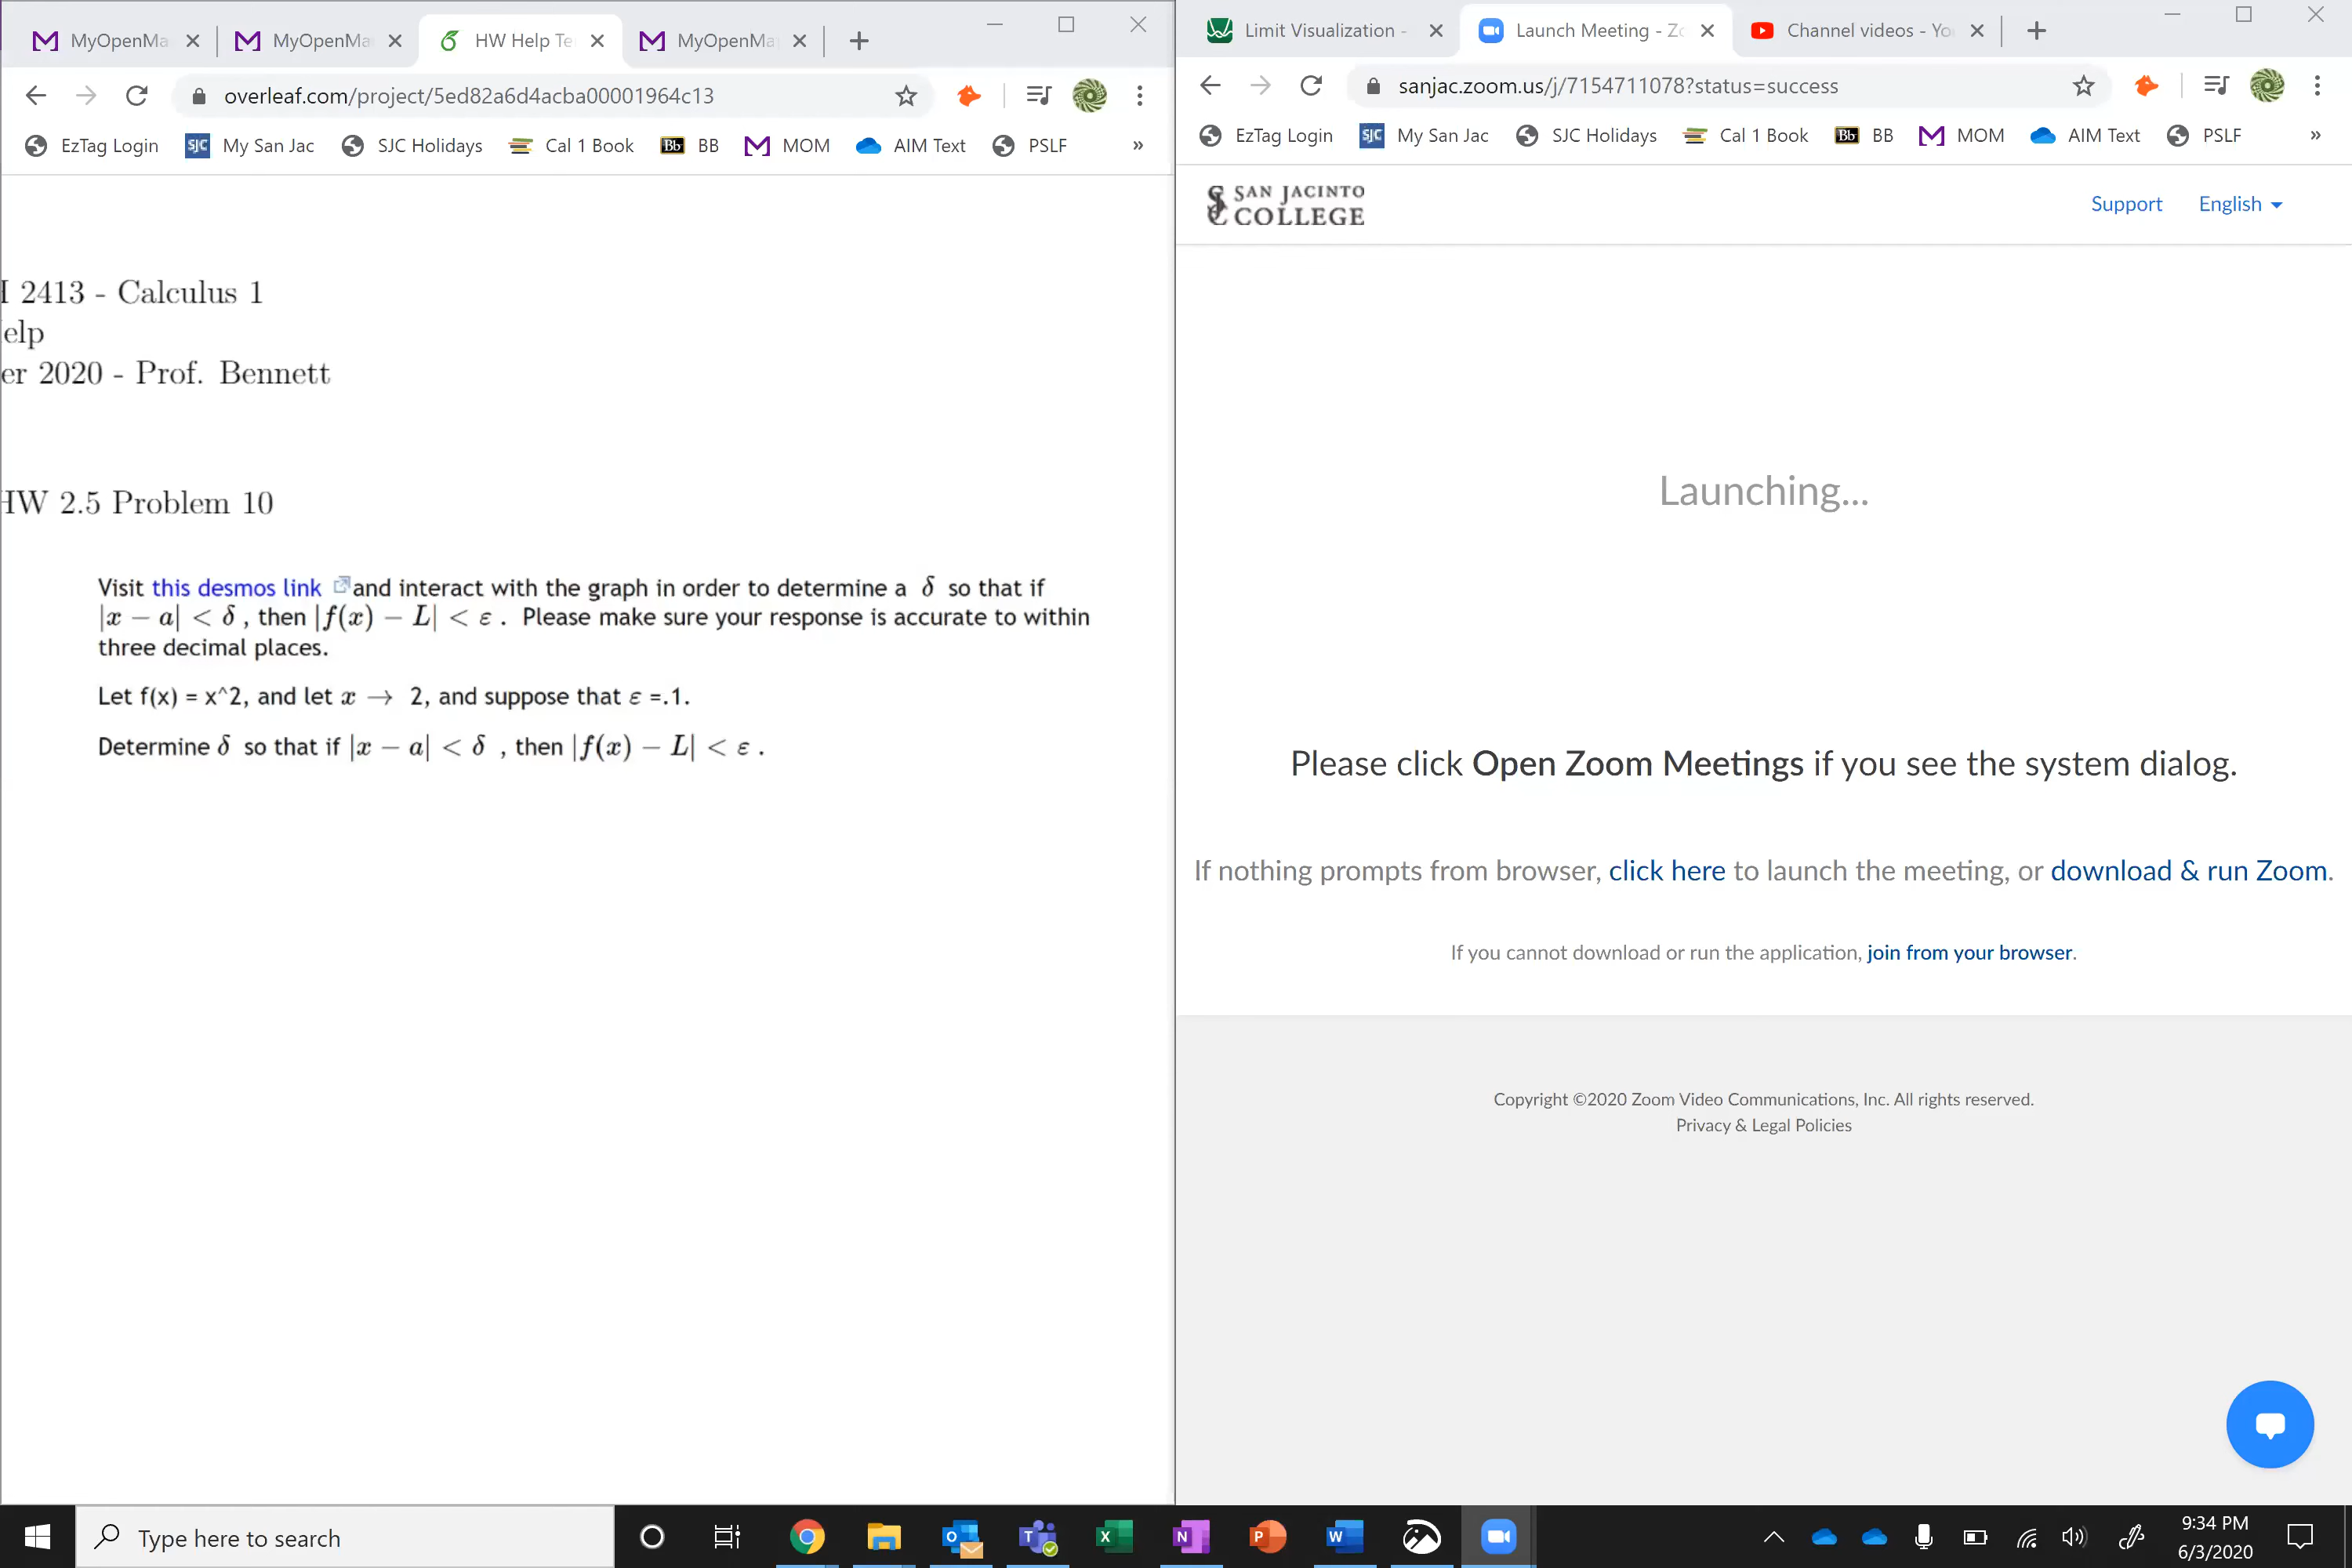 MyOpenMa
MyOpenMa
HW Help Te
MyOpenMa
overleaf.com/project/5ed82a6d4acba00001964c13
EzTag Login
My San Jac
SJC Holidays
Cal 1 Book
BB
MOM
AIM Text
PSLF
»
2413 - Calculus 1
elp
er 2020 - Prof. Bennett
HW 2.5 Problem 10
Visit this desmos link and interact with the graph in order to determine a δ so that if
|x − a| < δ , then |f(x) − L| < ε . Please make sure your response is accurate to within
three decimal places.
Let f(x) = x^2, and let x → 2, and suppose that ε =.1.
Determine δ so that if |x − a| < δ , then |f(x) − L| < ε .
Limit Visualization -
Launch Meeting - Zo
Channel videos - You
sanjac.zoom.us/j/7154711078?status=success
EzTag Login
SJC My San Jac
SJC Holidays
Cal 1 Book
Bb BB
MOM
AIM Text
PSLF
»
SAN JACINTO
COLLEGE
Support
English
Launching...
Please click Open Zoom Meetings if you see the system dialog.
If nothing prompts from browser, click here to launch the meeting, or download & run Zoom.
If you cannot download or run the application, join from your browser.
Copyright ©2020 Zoom Video Communications, Inc. All rights reserved.
Privacy & Legal Policies
Type here to search
9:34 PM
6/3/2020